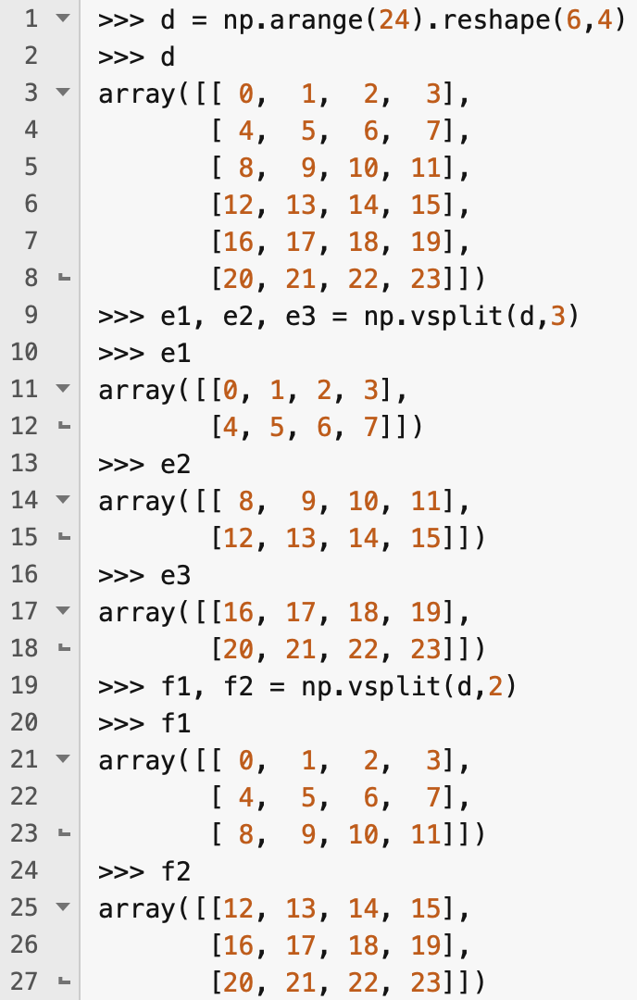 1 >>> d = np.arange(24).reshape(6,4)
2 >>> d
3 array([[ 0,  1,  2,  3],
4        [ 4,  5,  6,  7],
5        [ 8,  9, 10, 11],
6        [12, 13, 14, 15],
7        [16, 17, 18, 19],
8        [20, 21, 22, 23]])
9 >>> e1, e2, e3 = np.vsplit(d,3)
10 >>> e1
11 array([[0, 1, 2, 3],
12        [4, 5, 6, 7]])
13 >>> e2
14 array([[ 8,  9, 10, 11],
15        [12, 13, 14, 15]])
16 >>> e3
17 array([[16, 17, 18, 19],
18        [20, 21, 22, 23]])
19 >>> f1, f2 = np.vsplit(d,2)
20 >>> f1
21 array([[ 0,  1,  2,  3],
22        [ 4,  5,  6,  7],
23        [ 8,  9, 10, 11]])
24 >>> f2
25 array([[12, 13, 14, 15],
26        [16, 17, 18, 19],
27        [20, 21, 22, 23]])